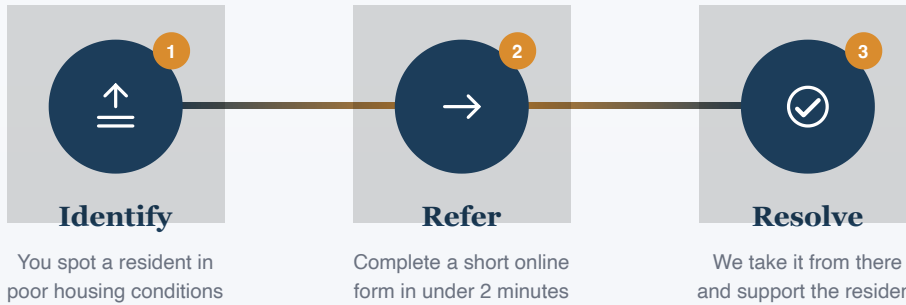 1
2
3
Identify
Refer
Resolve
You spot a resident in
poor housing conditions
Complete a short online
form in under 2 minutes
We take it from there
and support the